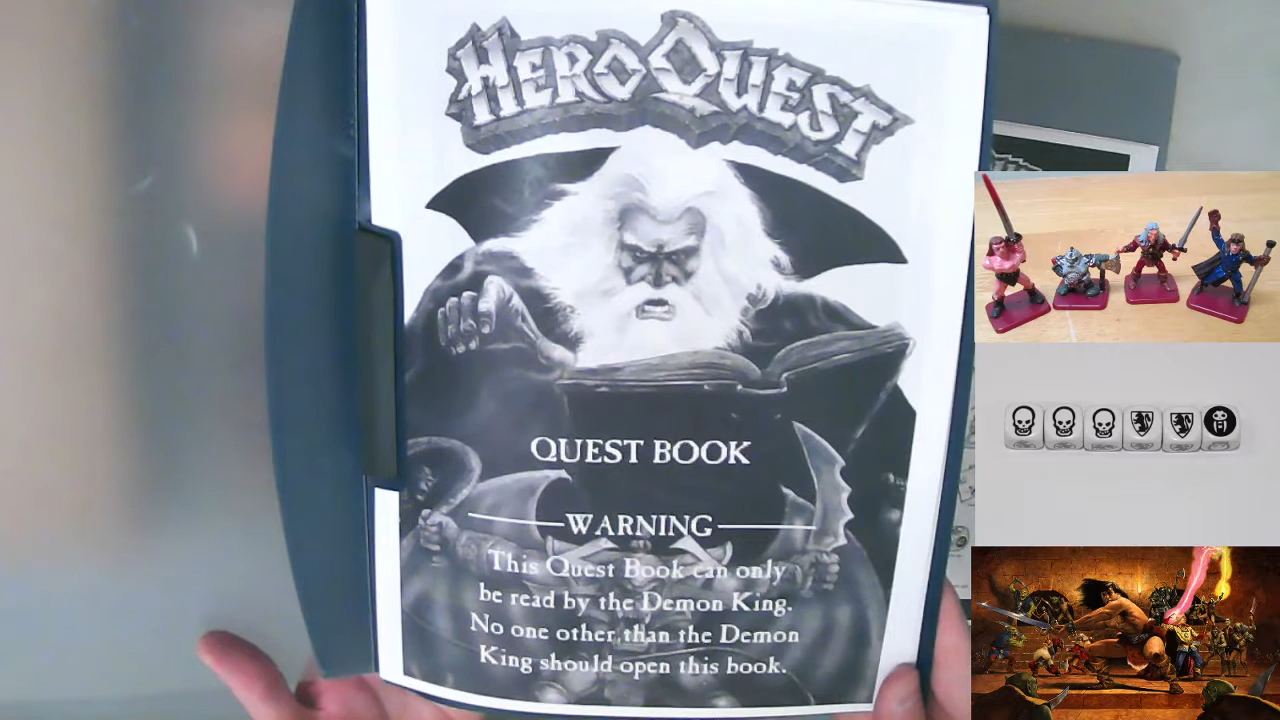 HEROQUEST
QUEST BOOK
WARNING
This Quest Book can only
be read by the Demon King.
No one other than the Demon
King should open this book.